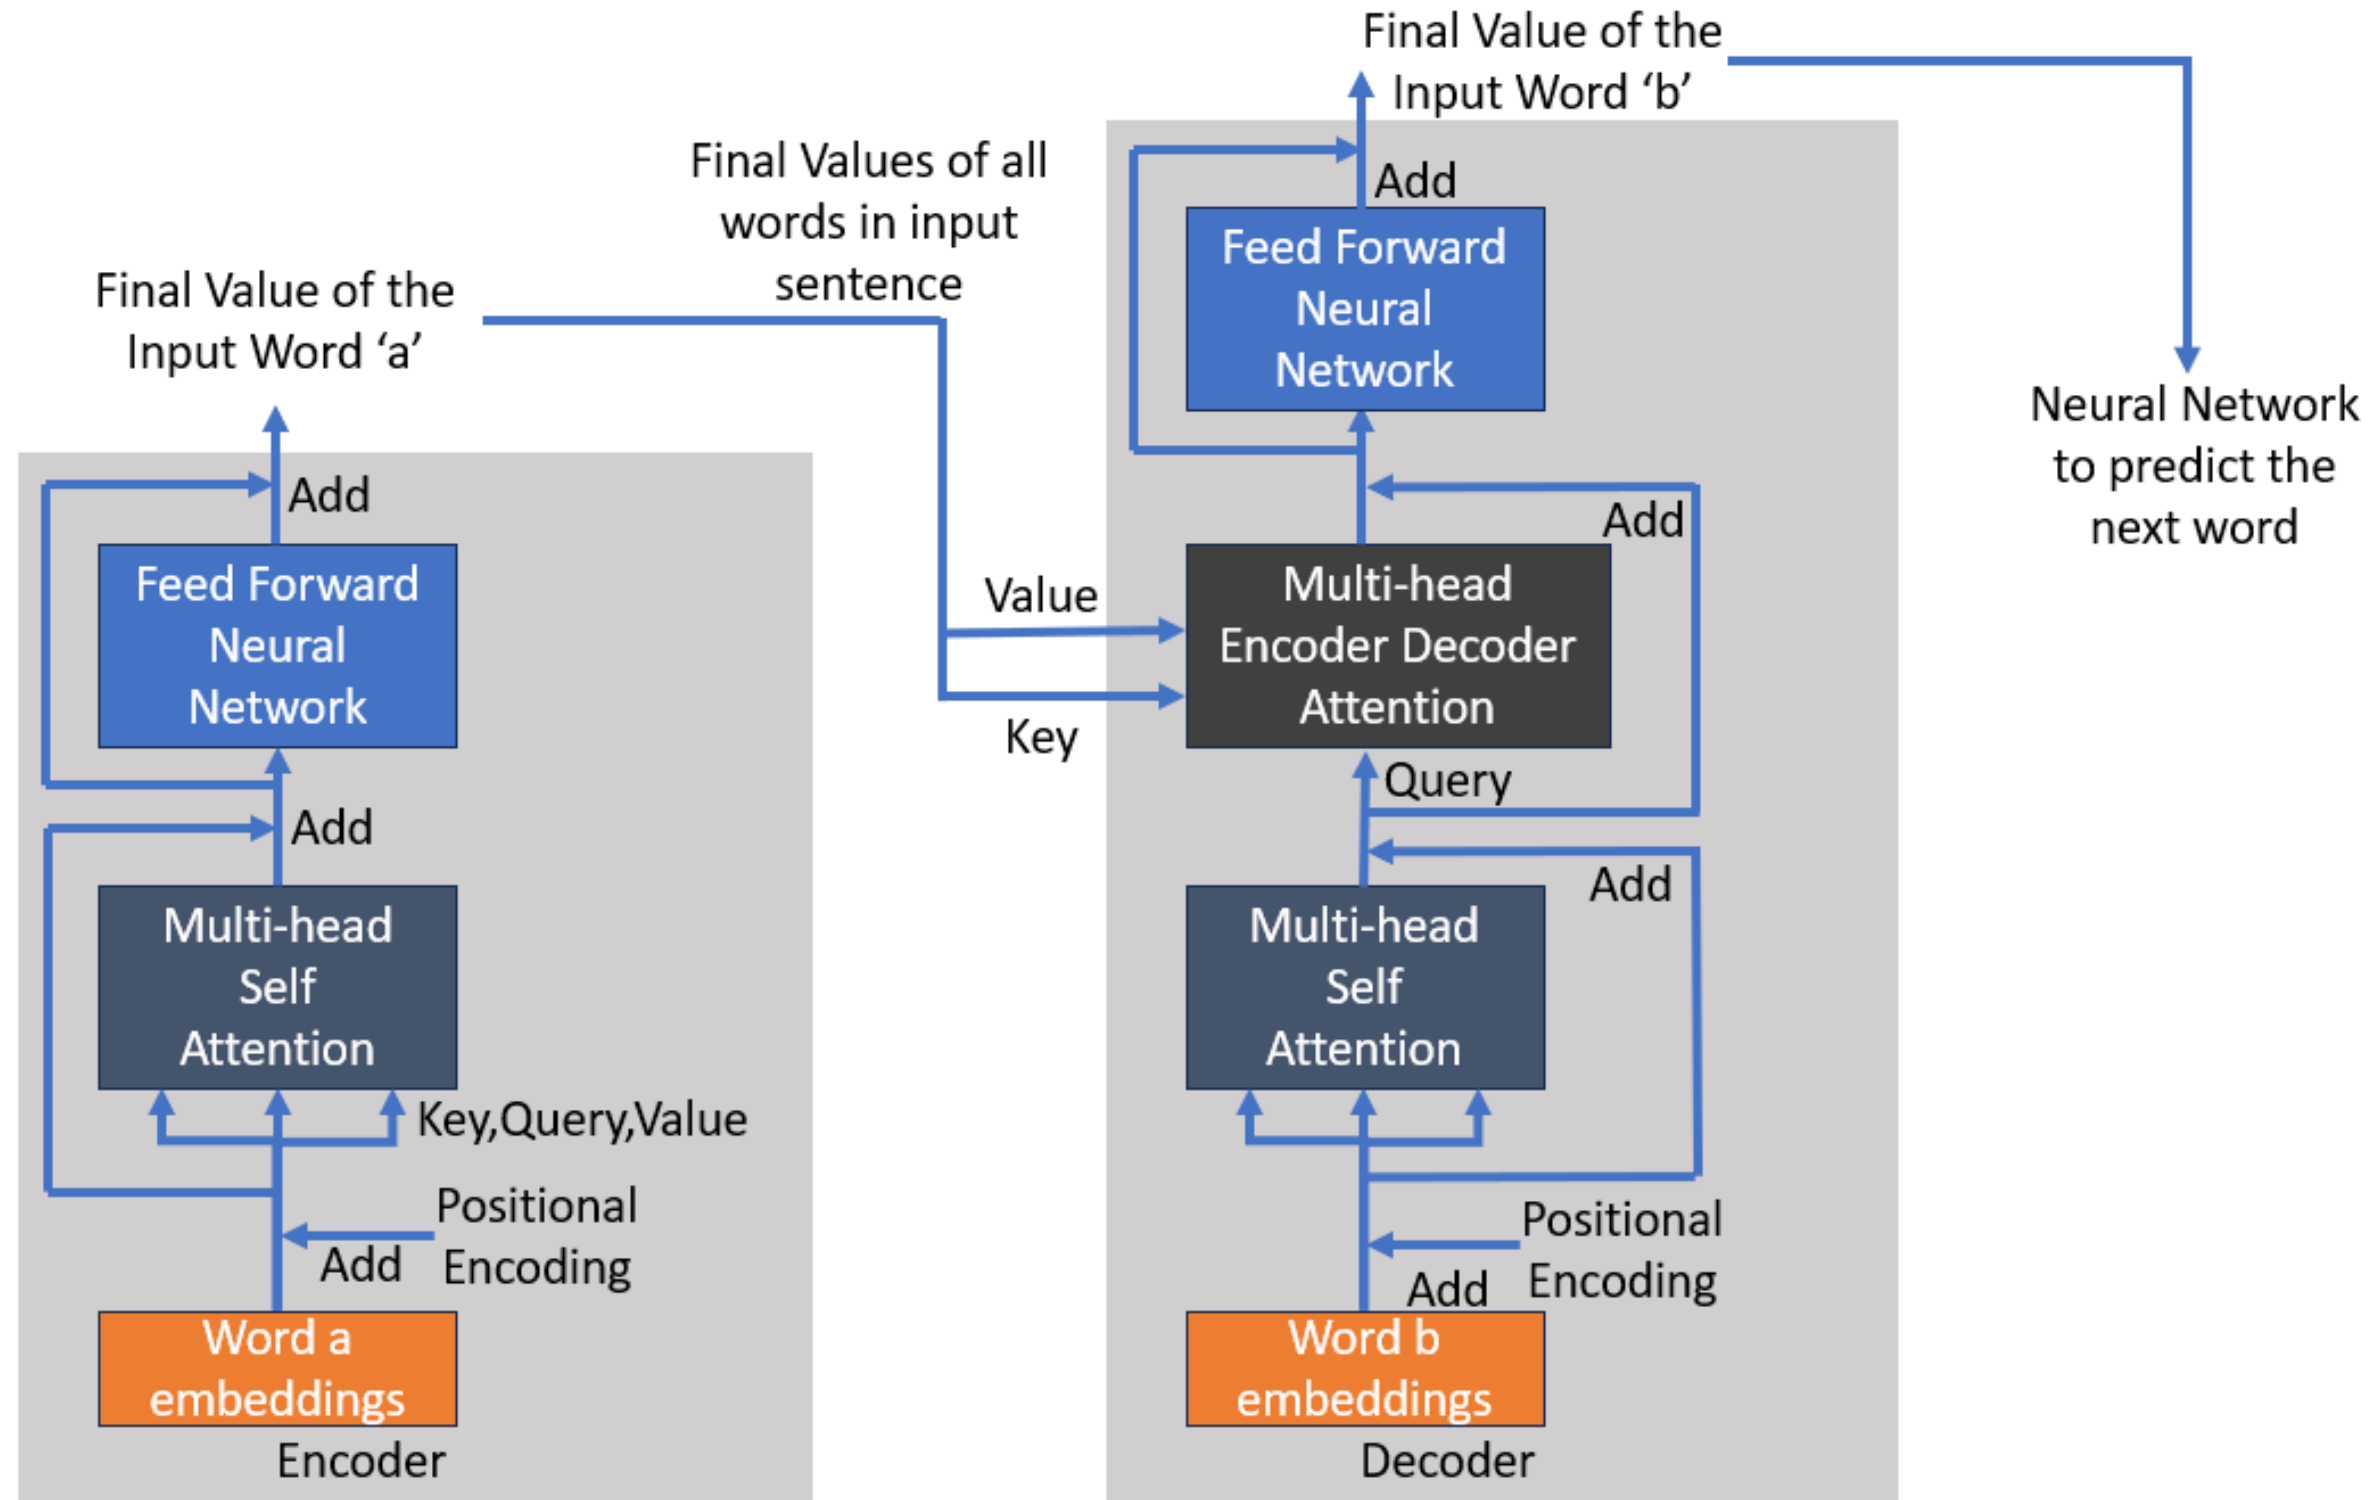 Final Value of the
Input Word ‘a’
Add
Feed Forward
Neural
Network
Add
Multi-head
Self
Attention
Key,Query,Value
Positional
Encoding
Add
Word a
embeddings
Encoder
Final Values of all
words in input
sentence
Value
Key
Final Value of the
Input Word ‘b’
Add
Feed Forward
Neural
Network
Add
Multi-head
Encoder Decoder
Attention
Query
Add
Multi-head
Self
Attention
Positional
Encoding
Add
Word b
embeddings
Decoder
Neural Network
to predict the
next word